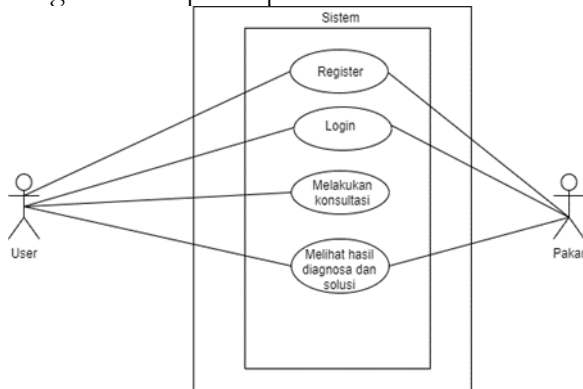 Sistem
Register
Login
Melakukan
konsultasi
Melihat hasil
diagnosa dan
solusi
User
Pakar